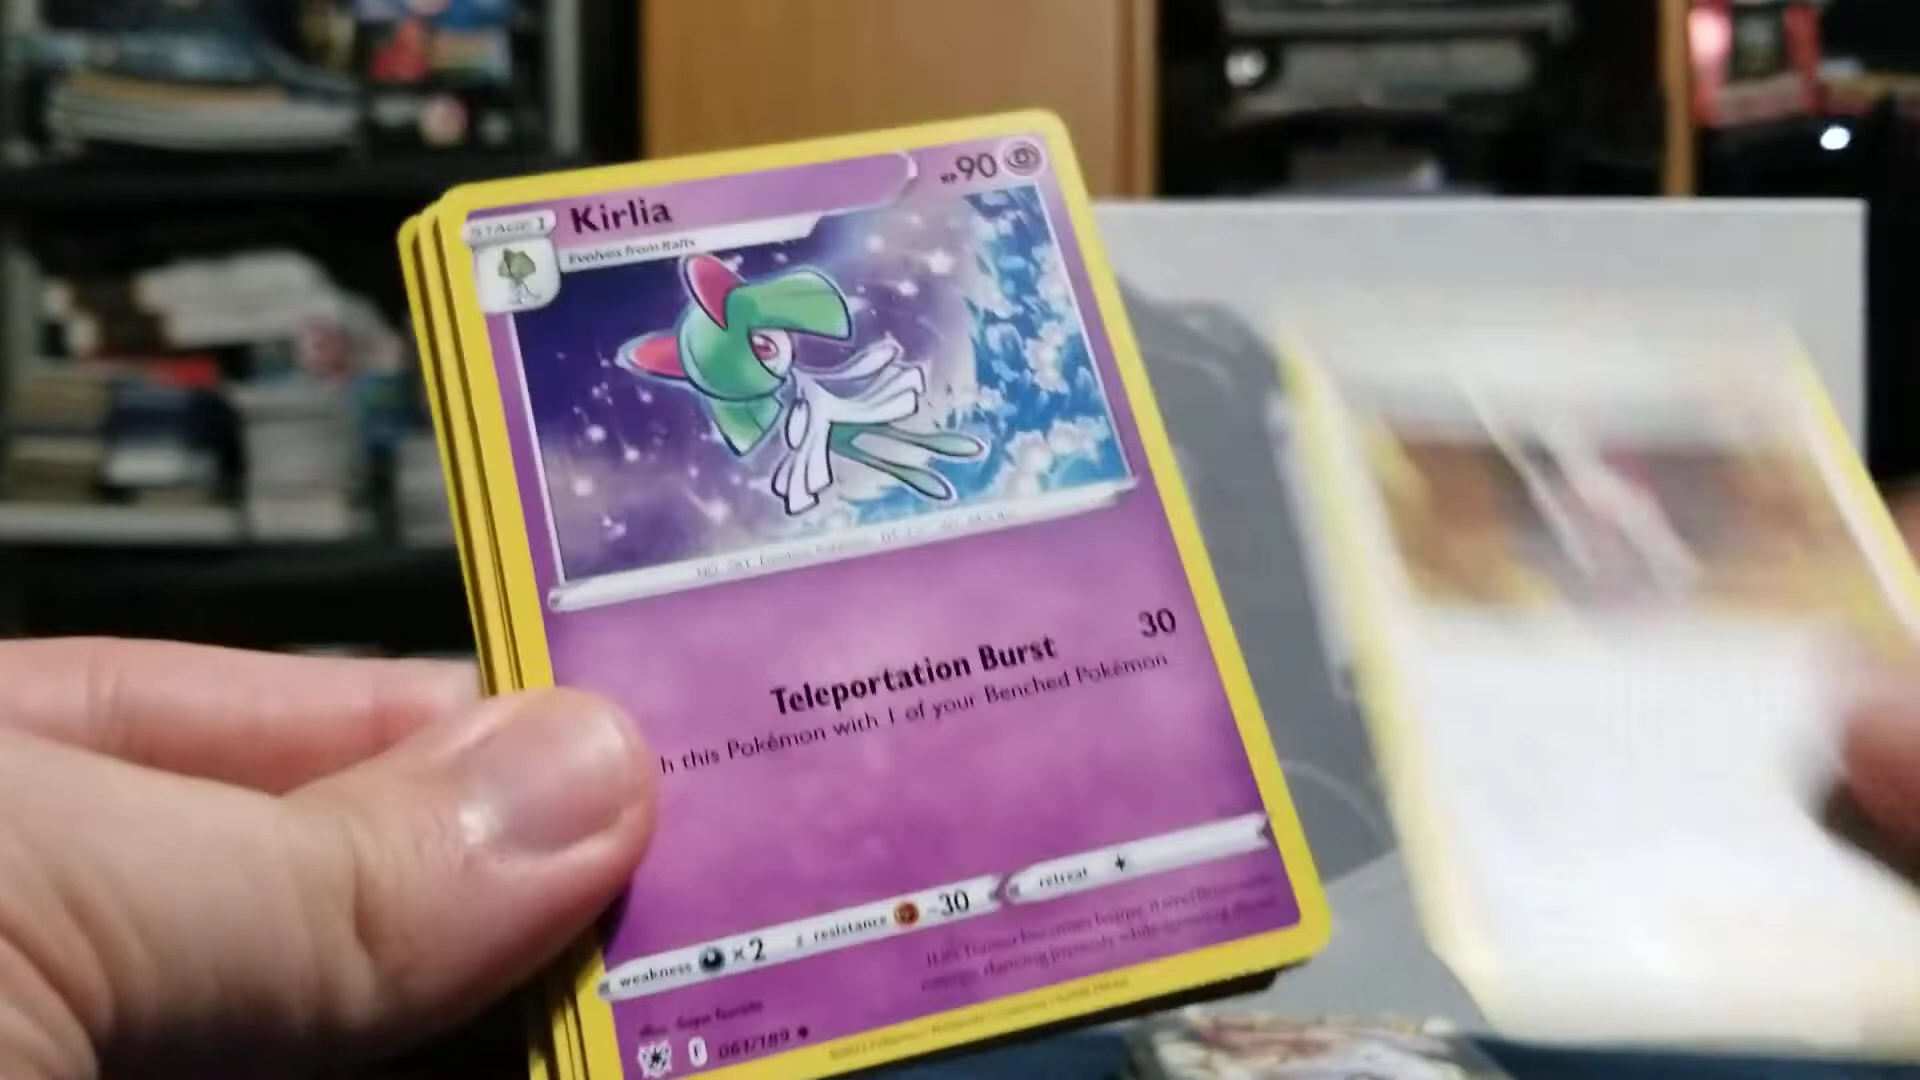 STAGE 1
Kirlia
HP 90
Evolves from Ralts
Teleportation Burst 30
h this Pokémon with 1 of your Benched Pokémon.
weakness ×2 resistance -30 retreat
F 061/189